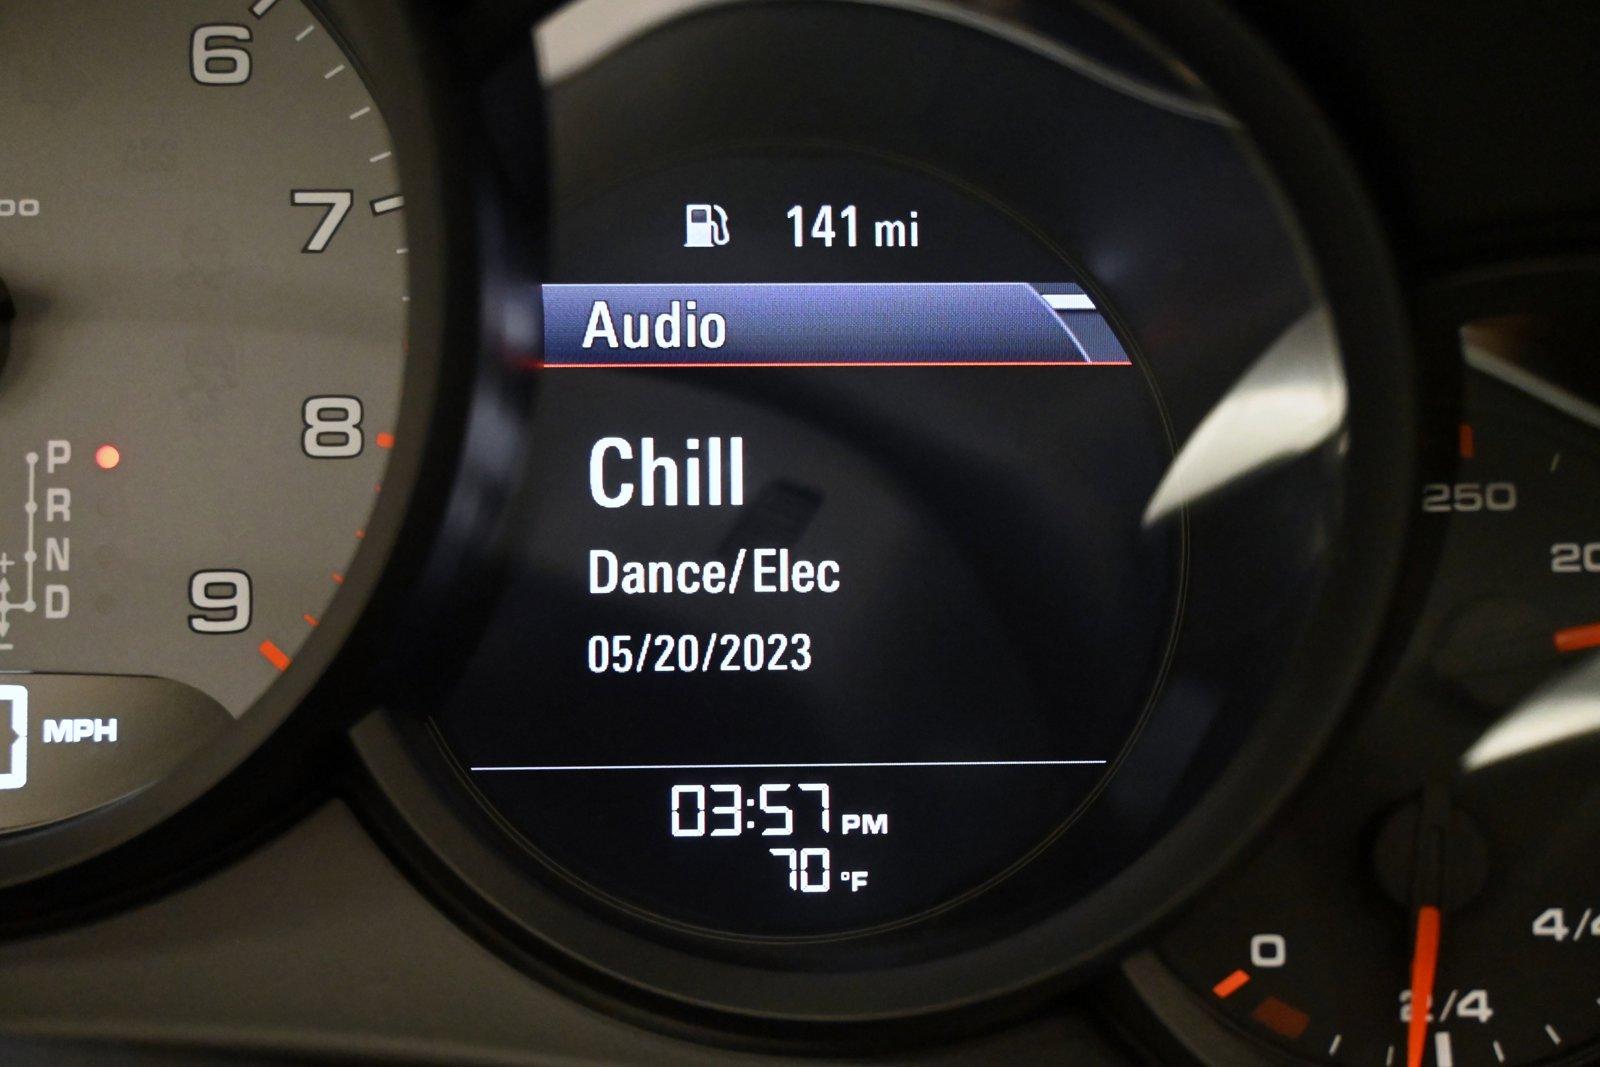 6
7
8
9
00
P
R
N
D
+
-
MPH
141 mi
Audio
Chill
Dance/Elec
05/20/2023
03:57 PM
70 °F
250
0
2/4